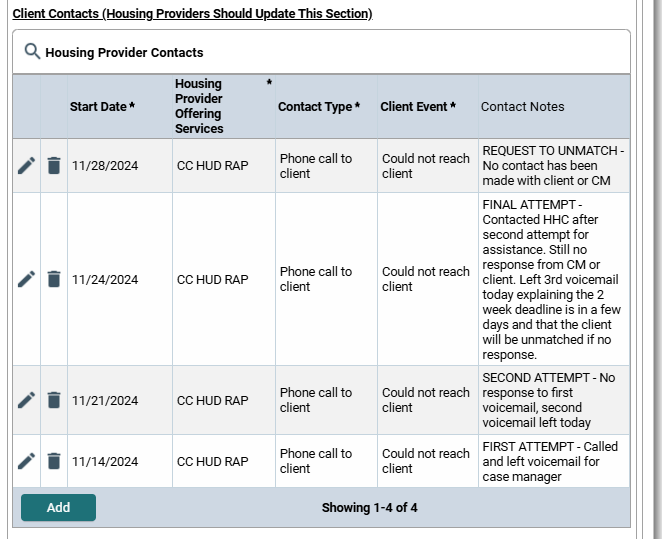 Client Contacts (Housing Providers Should Update This Section)
Housing Provider Contacts
Start Date *
Housing *
Provider
Offering
Services
Contact Type *
Client Event *
Contact Notes
11/28/2024
CC HUD RAP
Phone call to
client
Could not reach
client
REQUEST TO UNMATCH -
No contact has been
made with client or CM
11/24/2024
CC HUD RAP
Phone call to
client
Could not reach
client
FINAL ATTEMPT -
Contacted HHC after
second attempt for
assistance. Still no
response from CM or
client. Left 3rd voicemail
today explaining the 2
week deadline is in a few
days and that the client
will be unmatched if no
response.
11/21/2024
CC HUD RAP
Phone call to
client
Could not reach
client
SECOND ATTEMPT - No
response to first
voicemail, second
voicemail left today
11/14/2024
CC HUD RAP
Phone call to
client
Could not reach
client
FIRST ATTEMPT - Called
and left voicemail for
case manager
Add
Showing 1-4 of 4